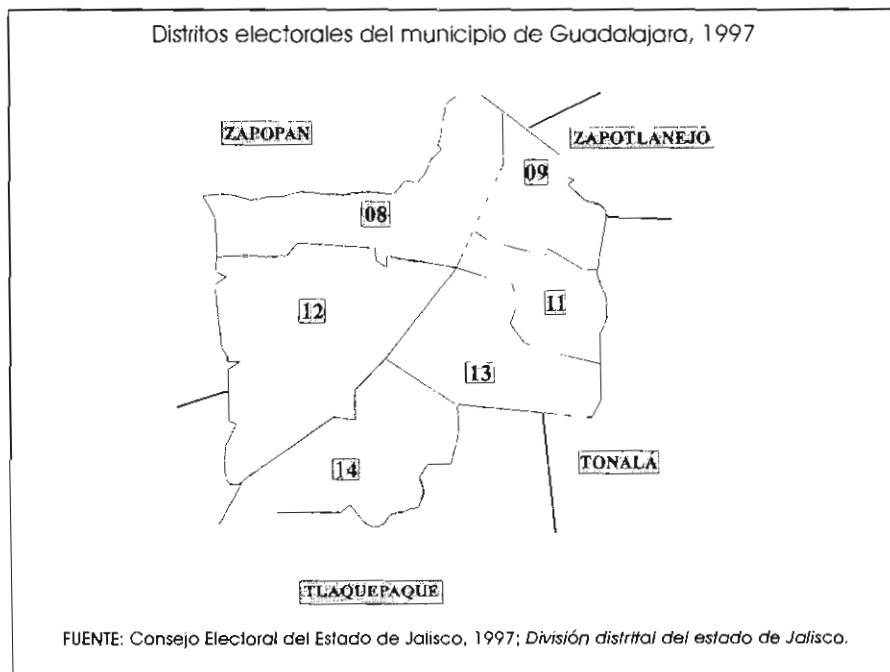 Distritos electorales del municipio de Guadalajara, 1997
ZAPOPAN
ZAPOTLANEJO
09
08
12
11
13
14
TONALÁ
TLAQUEPAQUE
FUENTE: Consejo Electoral del Estado de Jalisco, 1997; División distrital del estado de Jalisco.